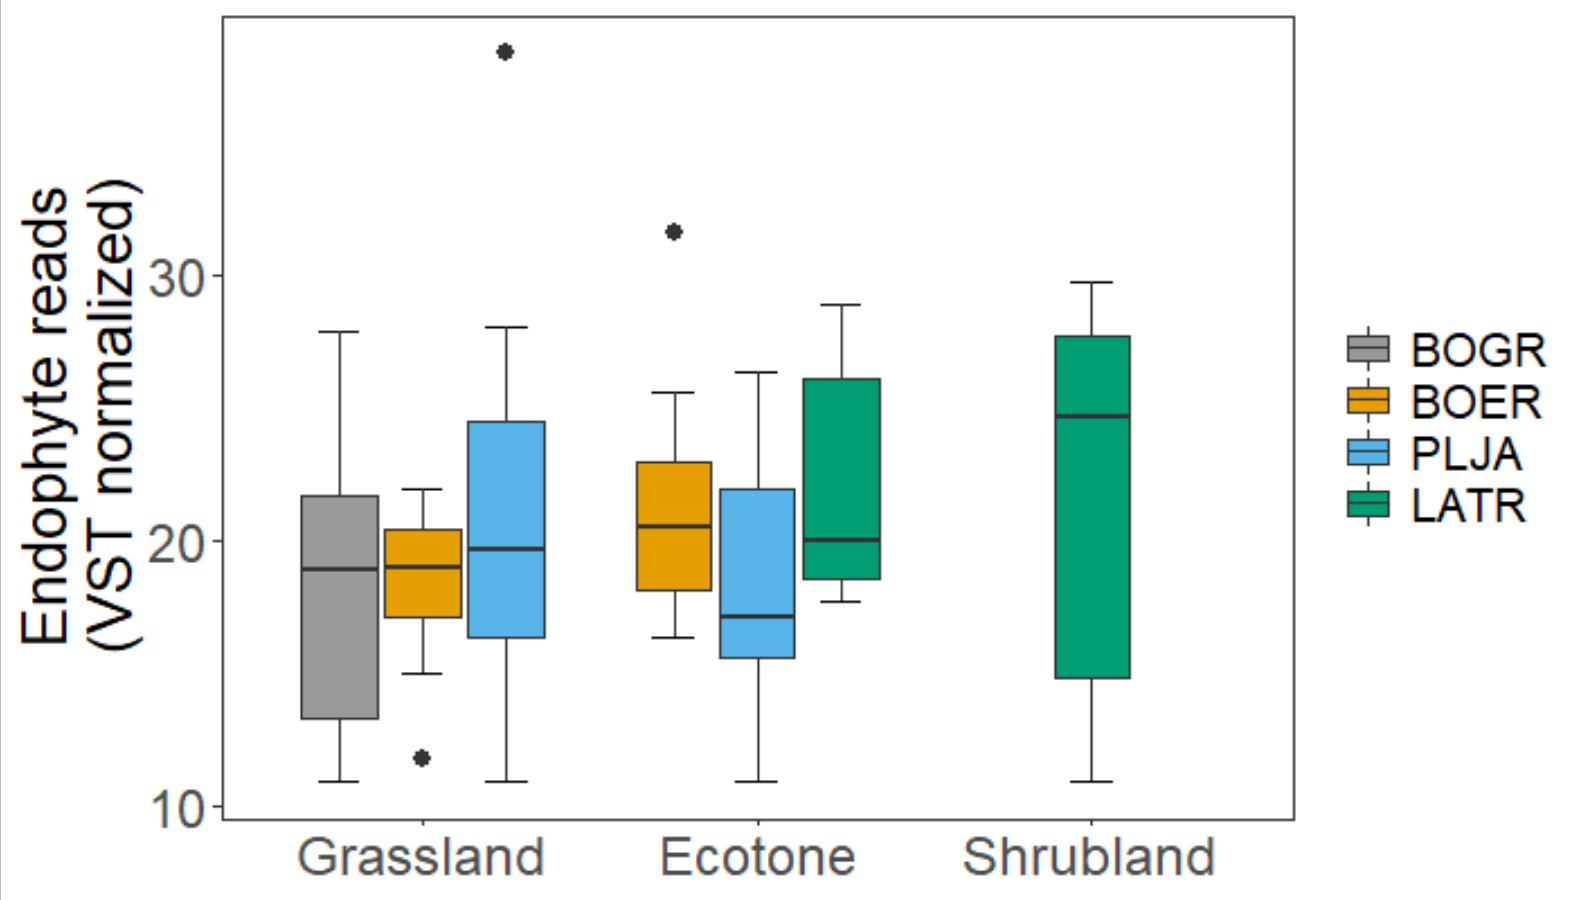 Endophyte reads
(VST normalized)
30
20
10
Grassland
Ecotone
Shrubland
BOGR
BOER
PLJA
LATR